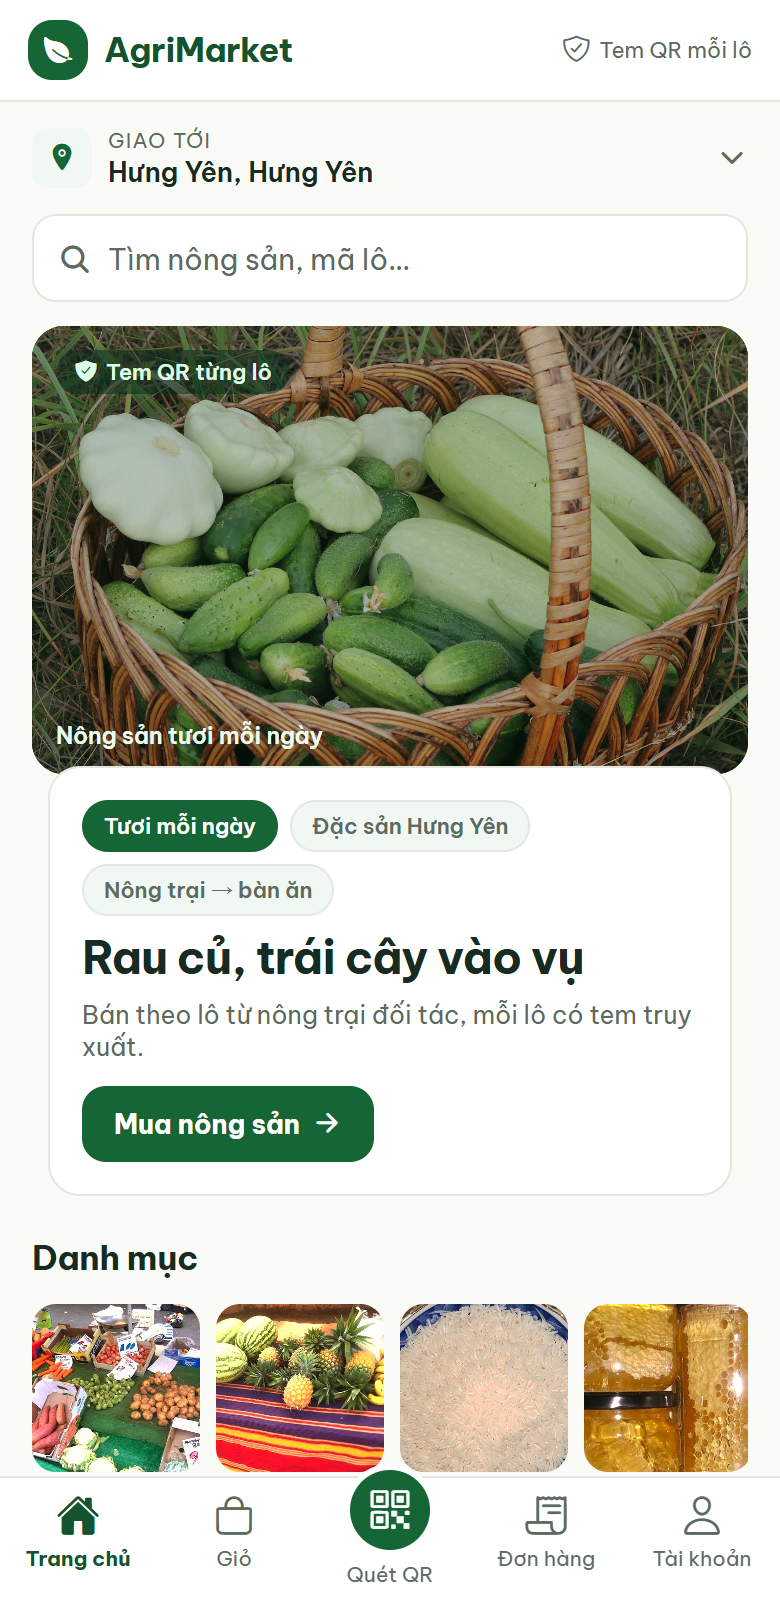 AgriMarket
Tem QR mỗi lô
GIAO TỚI
Hưng Yên, Hưng Yên
Tìm nông sản, mã lô...
Tem QR từng lô
Nông sản tươi mỗi ngày
Tươi mỗi ngày
Đặc sản Hưng Yên
Nông trại → bàn ăn
Rau củ, trái cây vào vụ
Bán theo lô từ nông trại đối tác, mỗi lô có tem truy
xuất.
Mua nông sản →
Danh mục
Trang chủ
Giỏ
Quét QR
Đơn hàng
Tài khoản